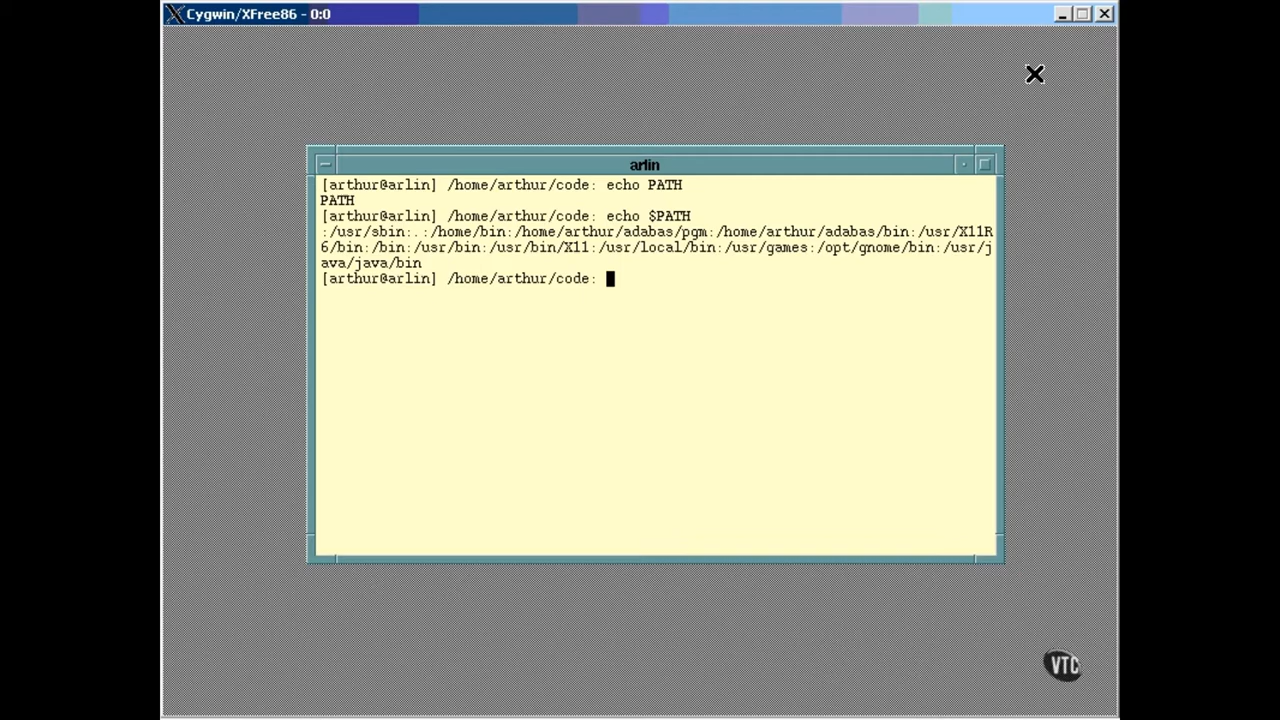 Cygwin/XFree86 - 0:0
arlin
[arthur@arlin] /home/arthur/code: echo PATH
PATH
[arthur@arlin] /home/arthur/code: echo $PATH
:/usr/sbin:.:/home/bin:/home/arthur/adabas/pgm:/home/arthur/adabas/bin:/usr/X11R
6/bin:/bin:/usr/bin:/usr/bin/X11:/usr/local/bin:/usr/games:/opt/gnome/bin:/usr/j
ava/java/bin
[arthur@arlin] /home/arthur/code:
VTC